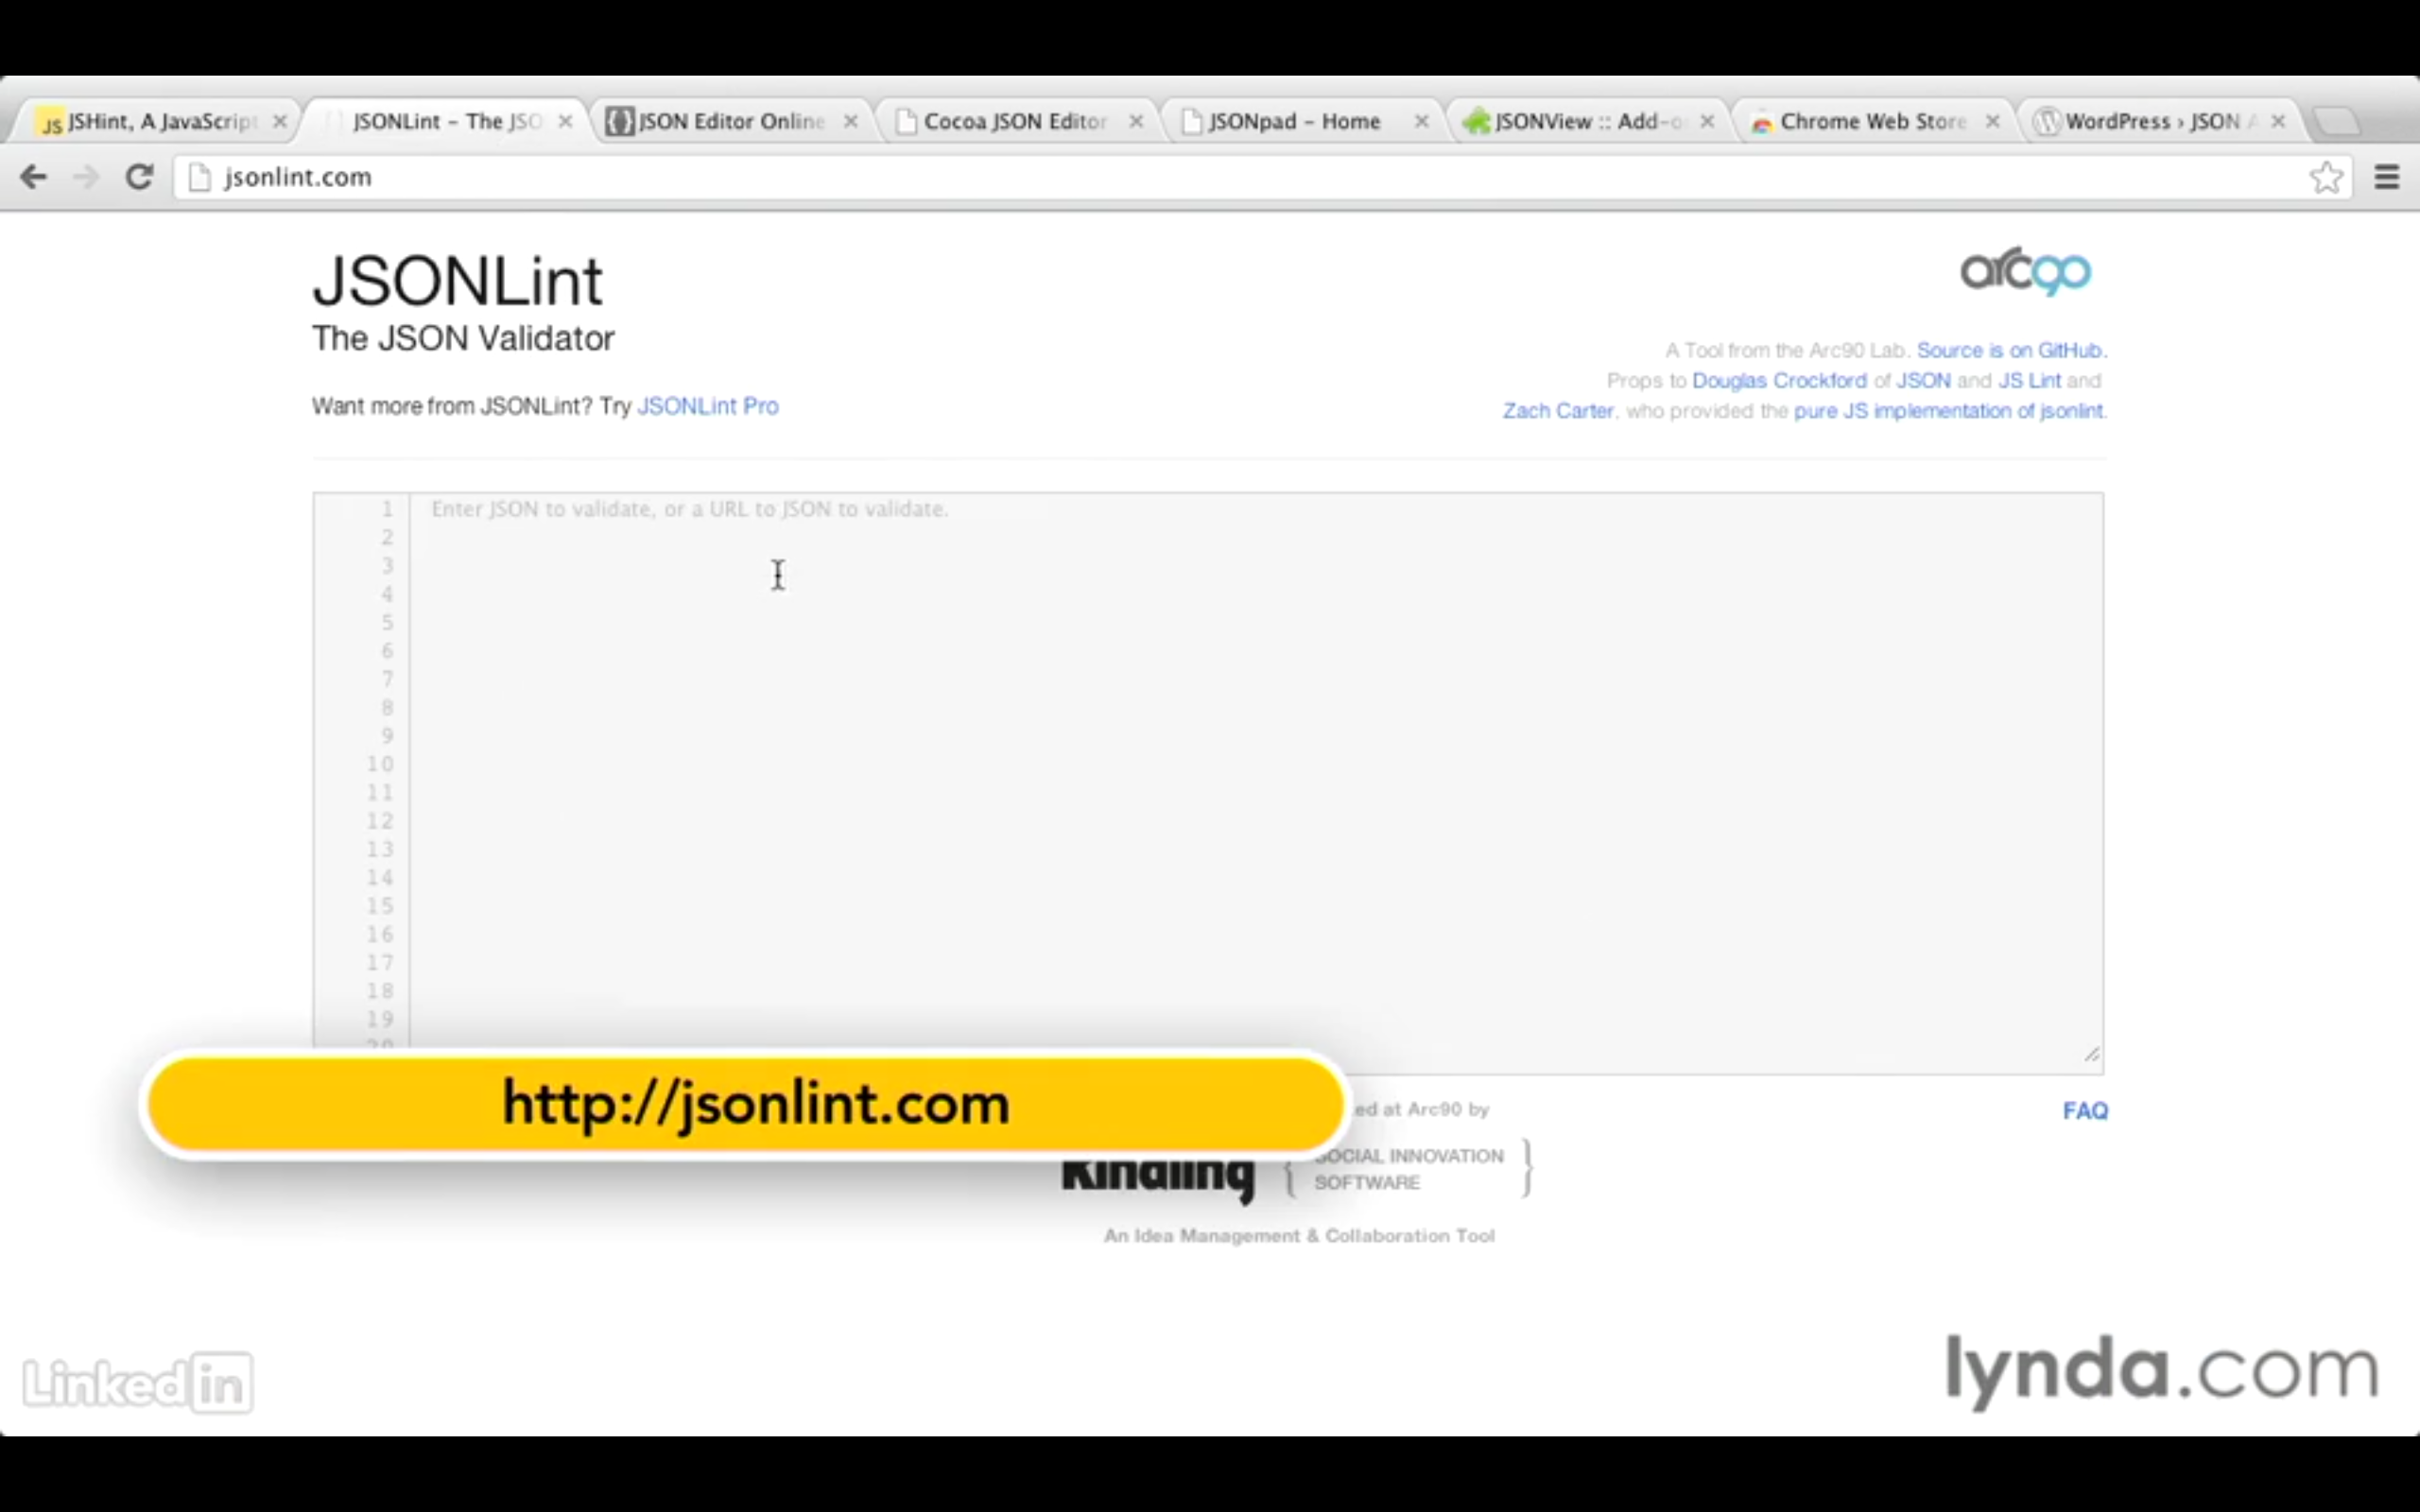 JSHint, A JavaScript
JSONLint – The JSO
JSON Editor Online
Cocoa JSON Editor
JSONpad – Home
JSONView :: Add-o
Chrome Web Store
WordPress › JSON A
jsonlint.com
JSONLint
The JSON Validator
Want more from JSONLint? Try JSONLint Pro
arc90
A Tool from the Arc90 Lab. Source is on GitHub.
Props to Douglas Crockford of JSON and JS Lint and
Zach Carter, who provided the pure JS implementation of jsonlint.
1 Enter JSON to validate, or a URL to JSON to validate.
2
3
4
5
6
7
8
9
10
11
12
13
14
15
16
17
18
19
20
http://jsonlint.com
ed at Arc90 by
FAQ
Kindling
{ SOCIAL INNOVATION
SOFTWARE }
An Idea Management & Collaboration Tool
Linked in
lynda.com